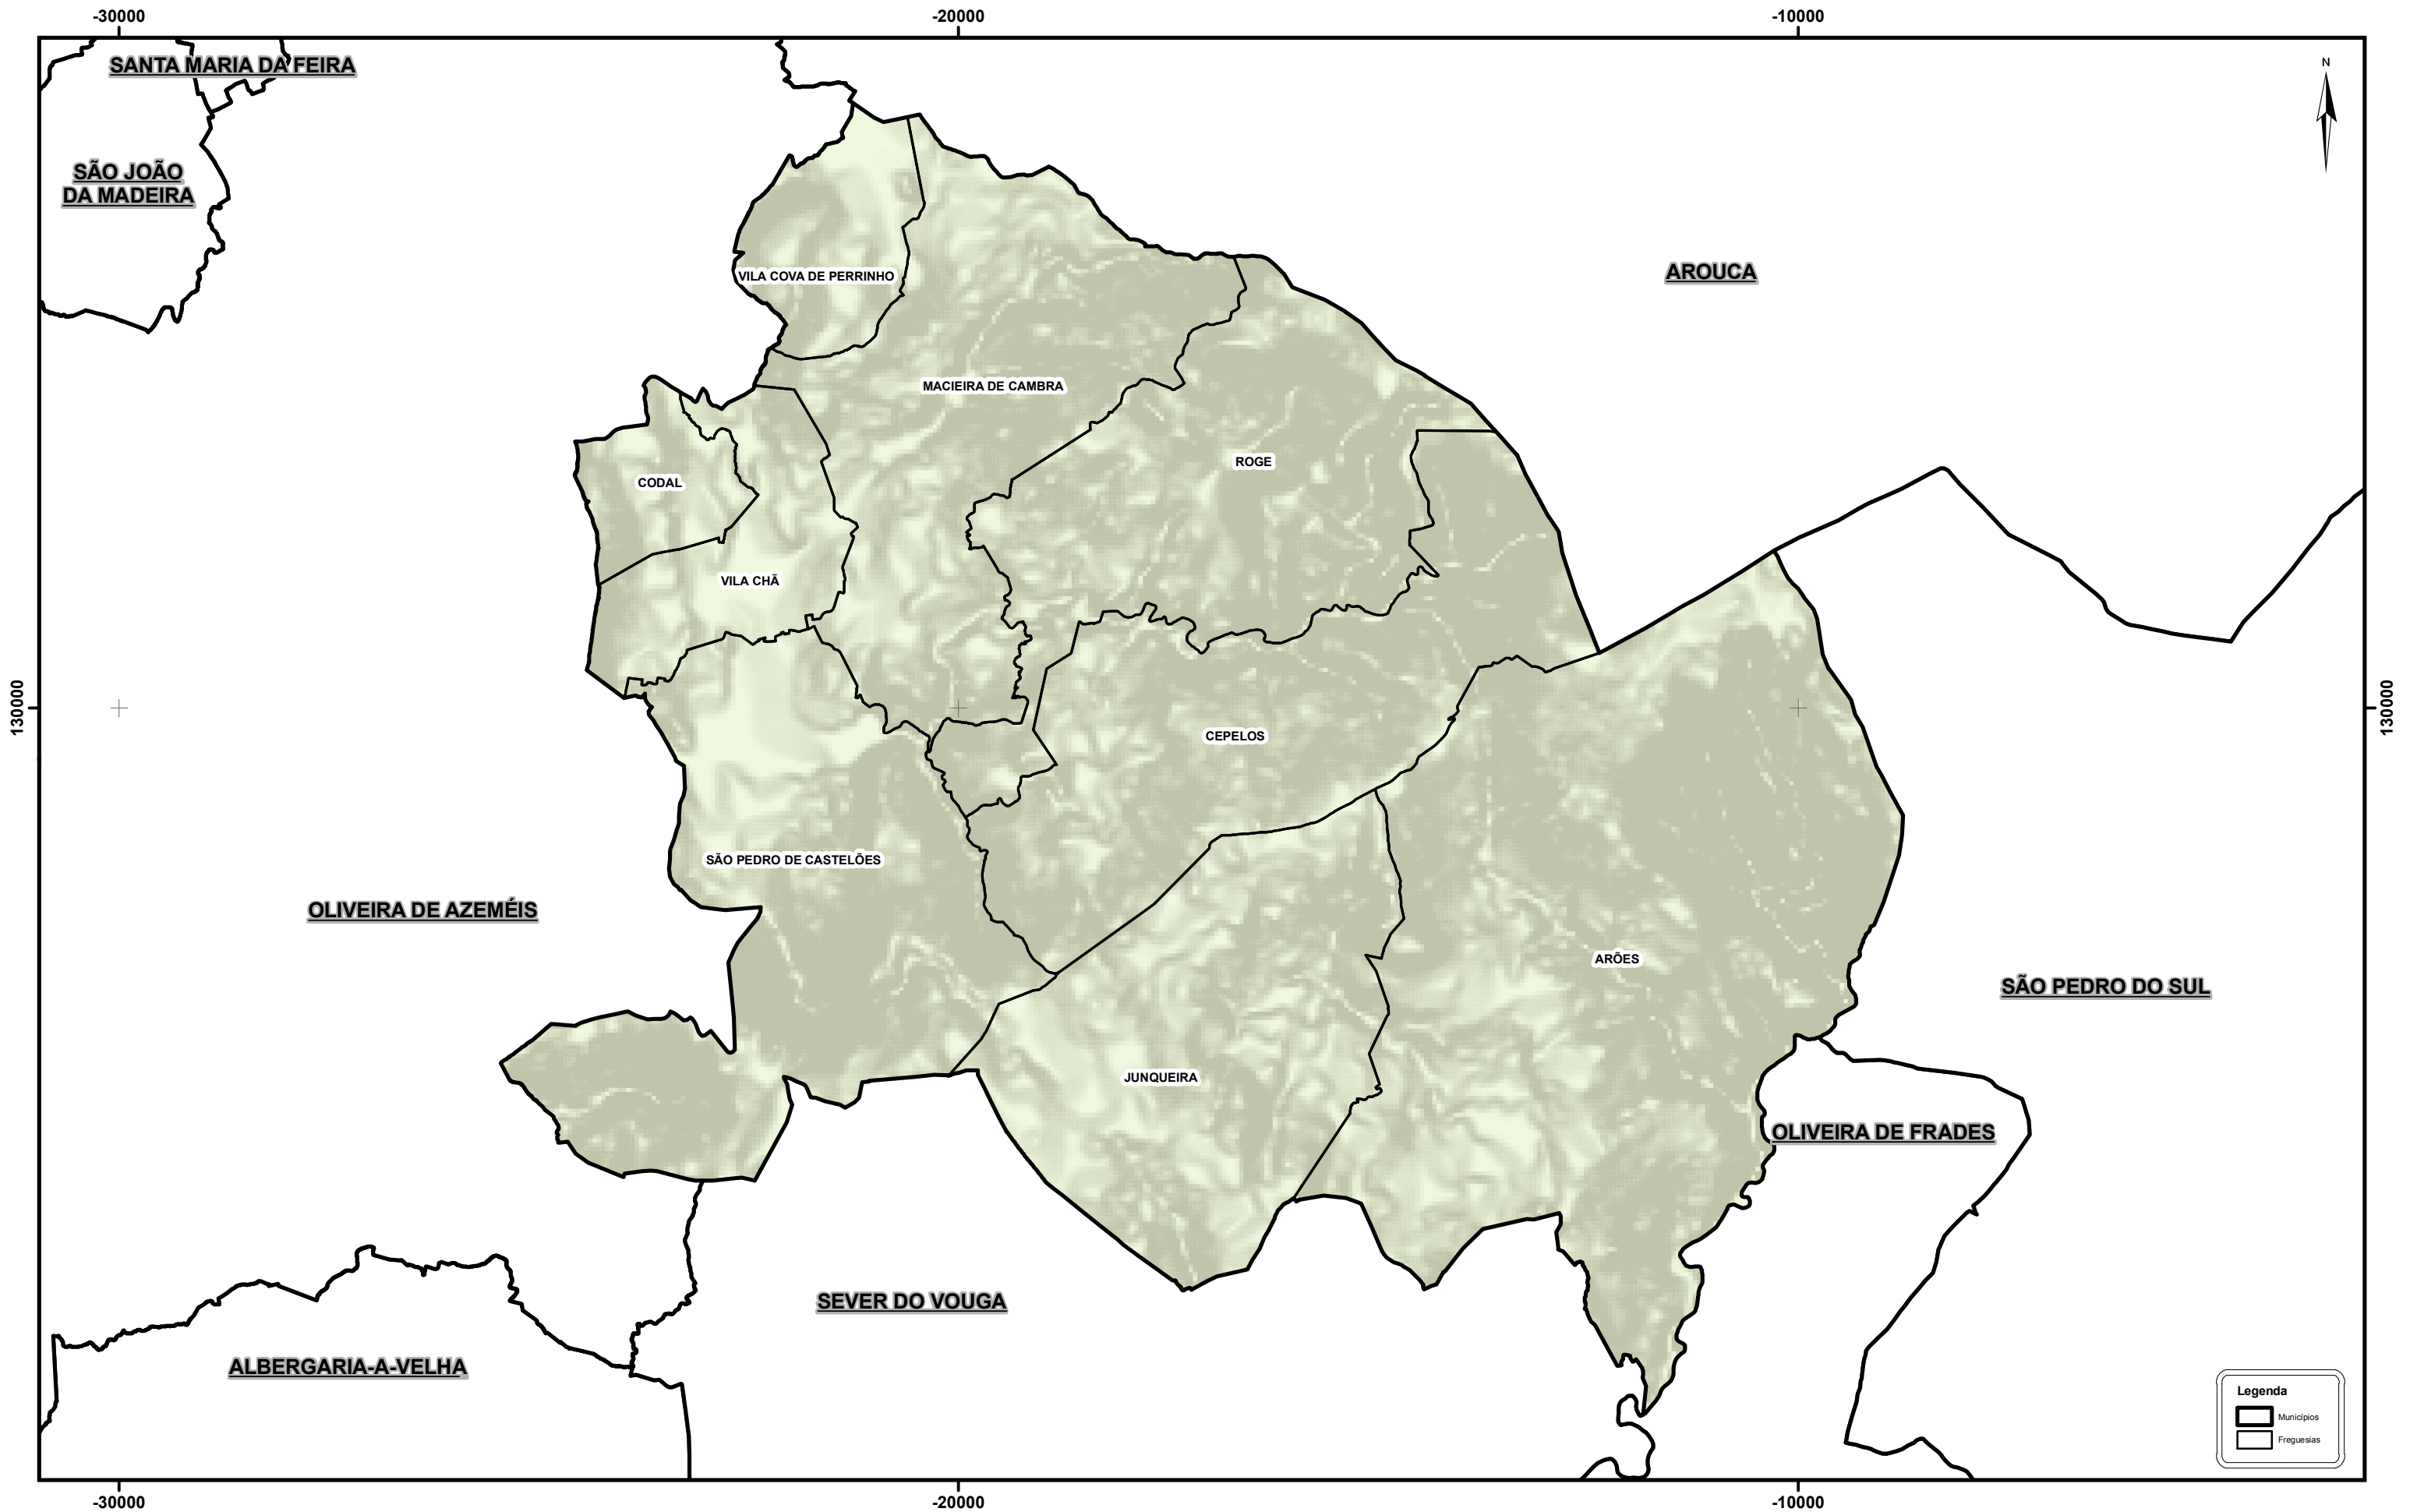 -30000
-20000
-10000
SANTA MARIA DA FEIRA
N
SÃO JOÃO
DA MADEIRA
AROUCA
VILA COVA DE PERRINHO
MACIEIRA DE CAMBRA
ROGE
CODAL
VILA CHÃ
130000
130000
CEPELOS
SÃO PEDRO DE CASTELÕES
OLIVEIRA DE AZEMÉIS
ARÕES
SÃO PEDRO DO SUL
JUNQUEIRA
OLIVEIRA DE FRADES
SEVER DO VOUGA
ALBERGARIA-A-VELHA
Legenda
Municípios
Freguesias
-30000
-20000
-10000